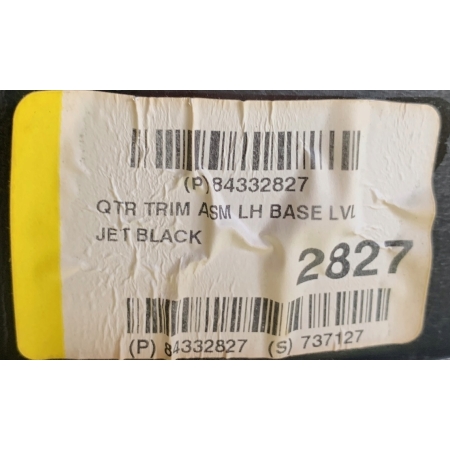 (P)84332827
QTR TRIM ASM LH BASE LVL
JET BLACK
2827
(P) 84332827 (S) 737127